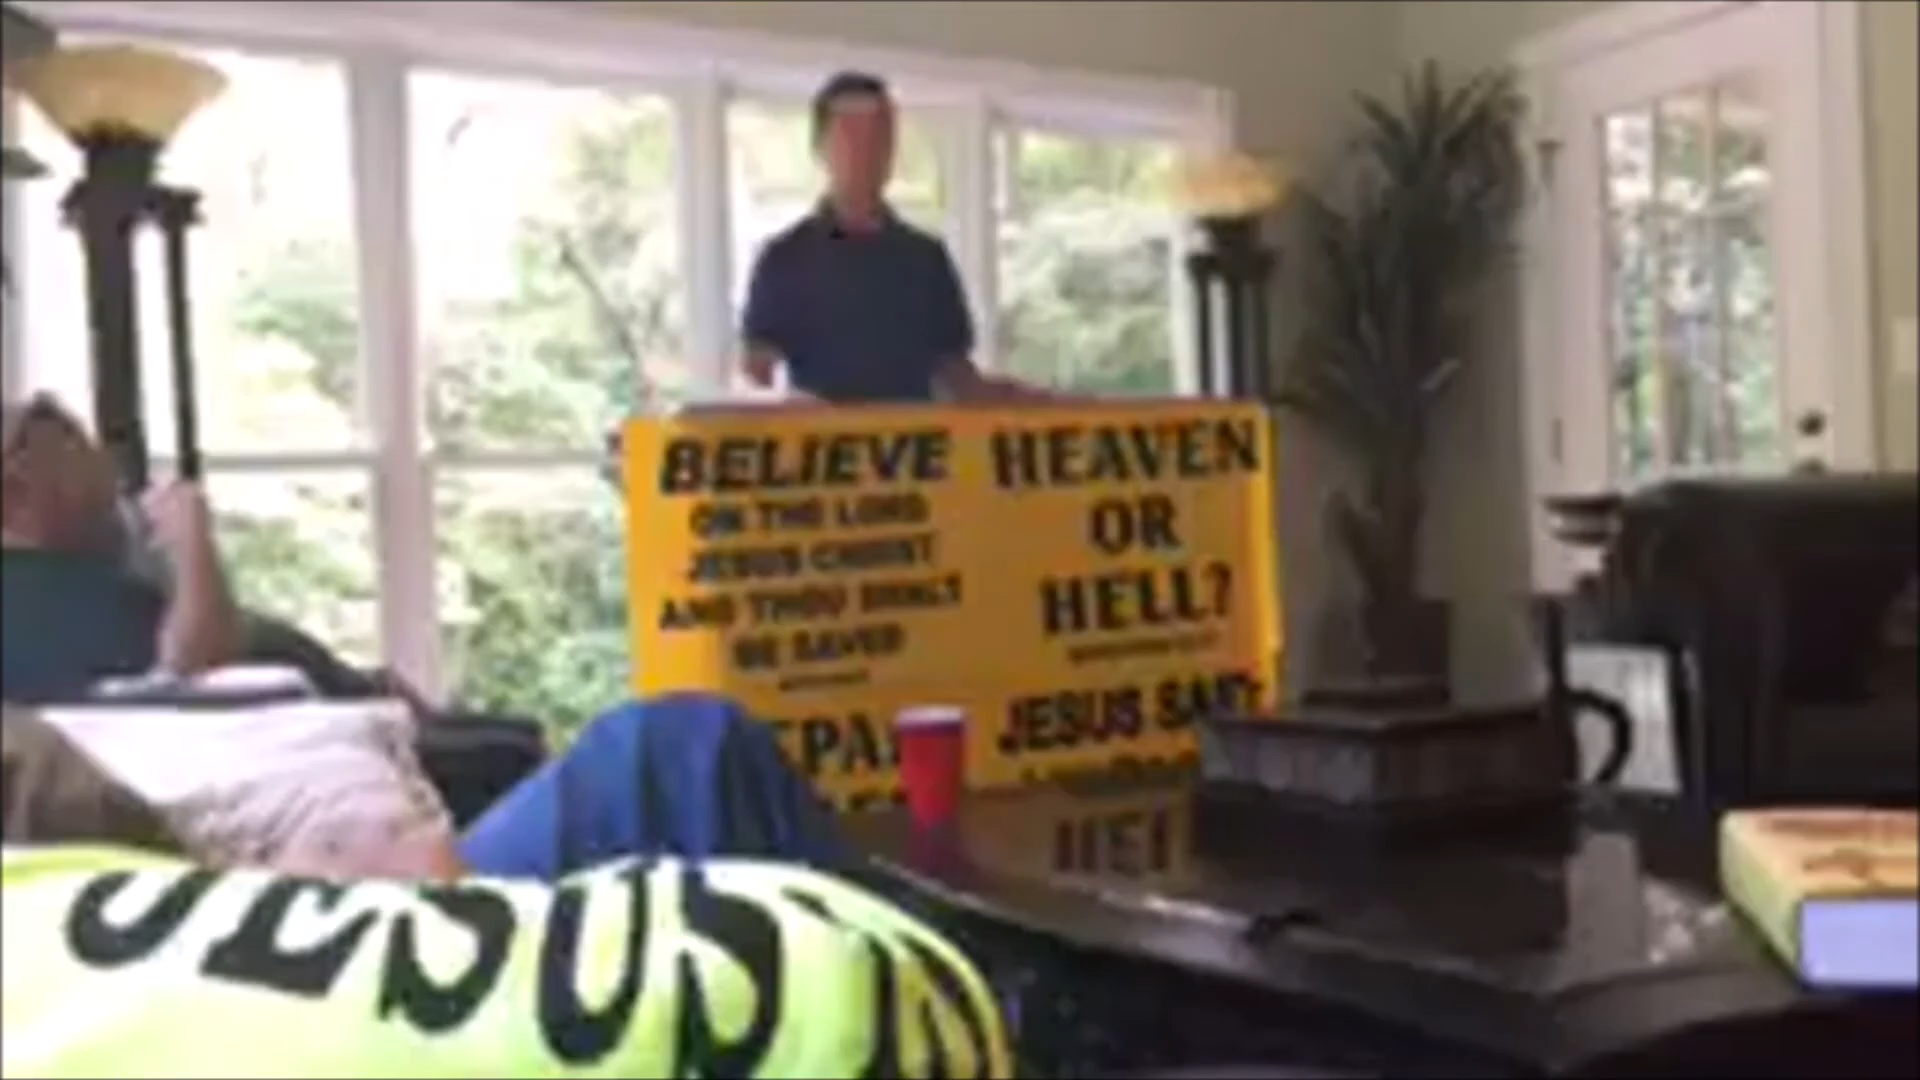 BELIEVE
ON THE LORD
JESUS CHRIST
AND THOU SHALT
BE SAVED
HEAVEN
OR
HELL?
JESUS SAID:
JESUS